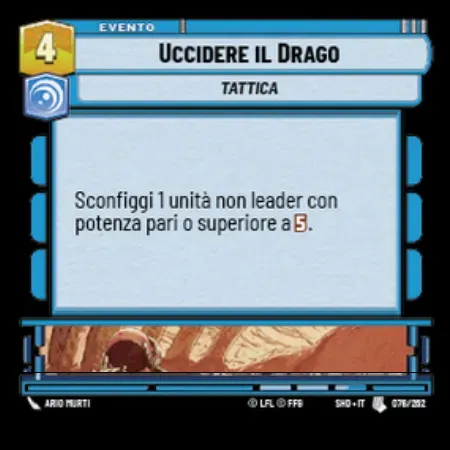 EVENTO
4
UCCIDERE IL DRAGO
TATTICA
Sconfiggi 1 unità non leader con
potenza pari o superiore a 5.
ARIO MURTI
© LFL © FFG
SHD • IT
078/262